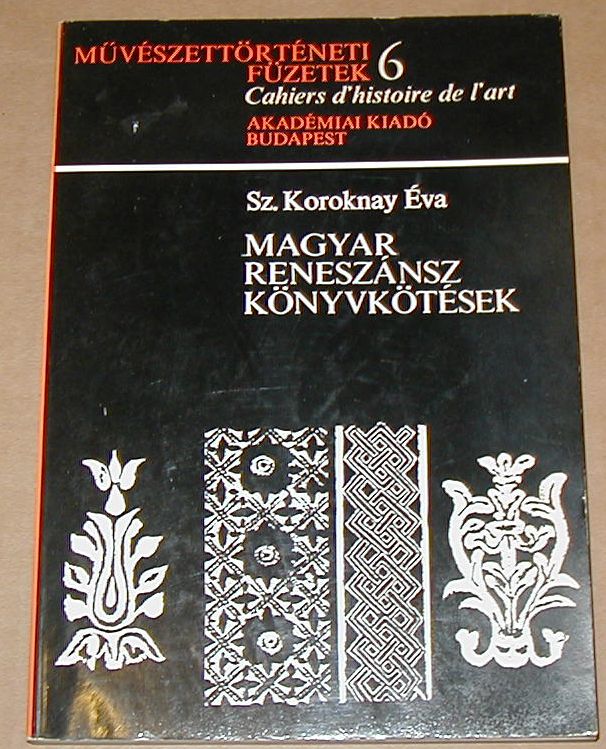 MŰVÉSZETTÖRTÉNETI
FÜZETEK 6
Cahiers d'histoire de l'art
AKADÉMIAI KIADÓ
BUDAPEST
Sz. Koroknay Éva
MAGYAR
RENESZÁNSZ
KÖNYVKÖTÉSEK